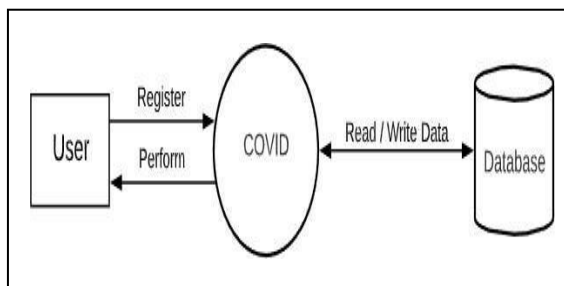 Register
User
COVID
Perform
Read / Write Data
Database